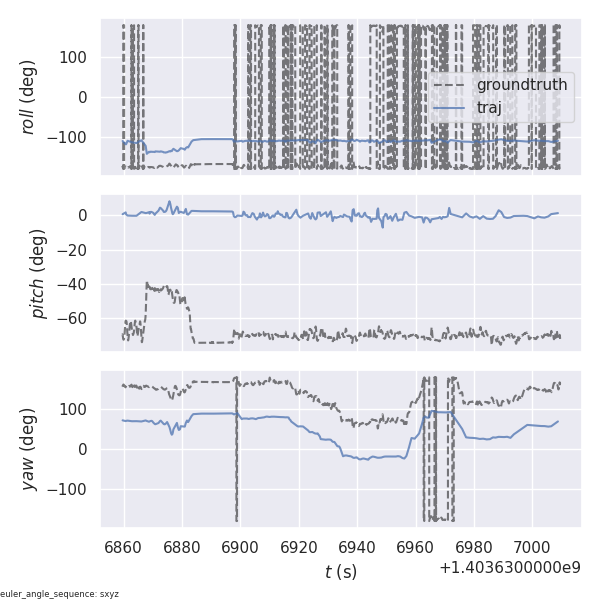 100
0
−100
roll (deg)
groundtruth
traj
0
−20
−40
−60
pitch (deg)
100
0
−100
yaw (deg)
6860 6880 6900 6920 6940 6960 6980 7000
t (s)
+1.4036300000e9
euler_angle_sequence: sxyz